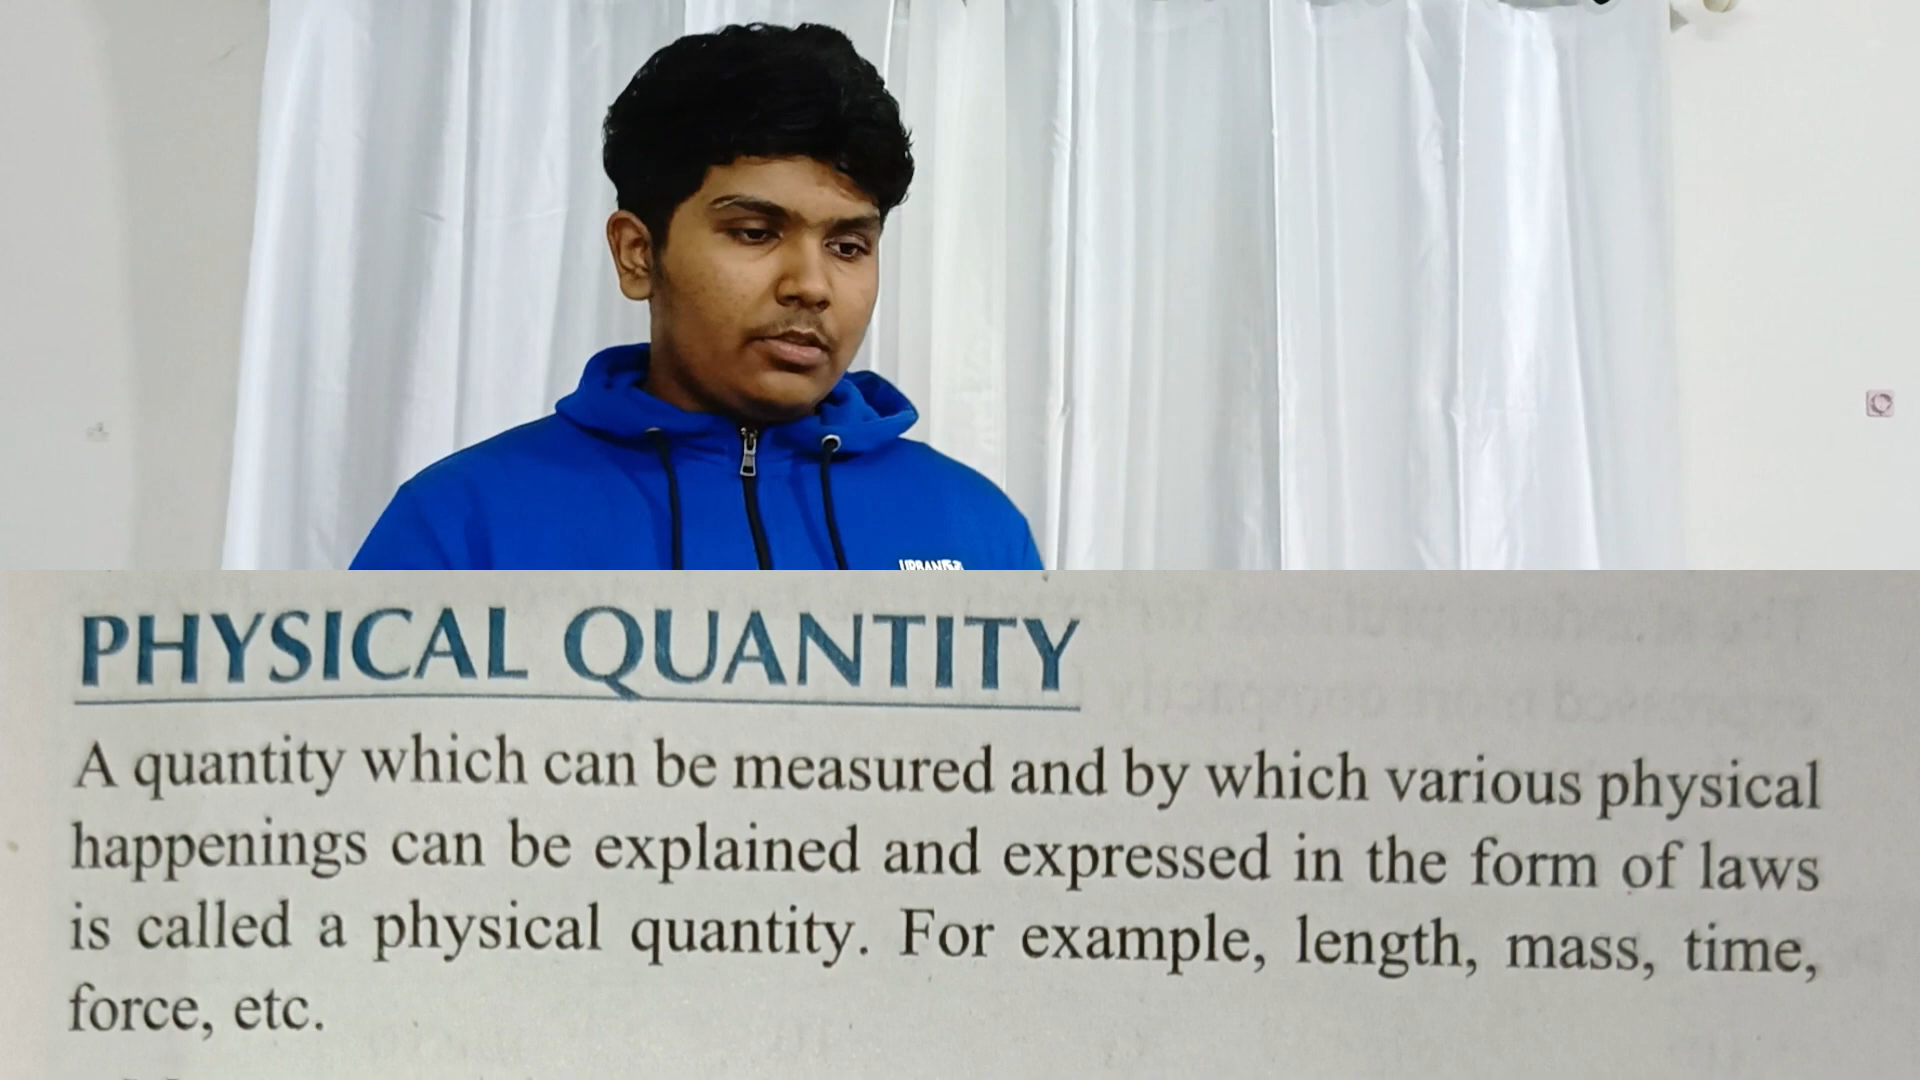 PHYSICAL QUANTITY
A quantity which can be measured and by which various physical
happenings can be explained and expressed in the form of laws
is called a physical quantity. For example, length, mass, time,
force, etc.